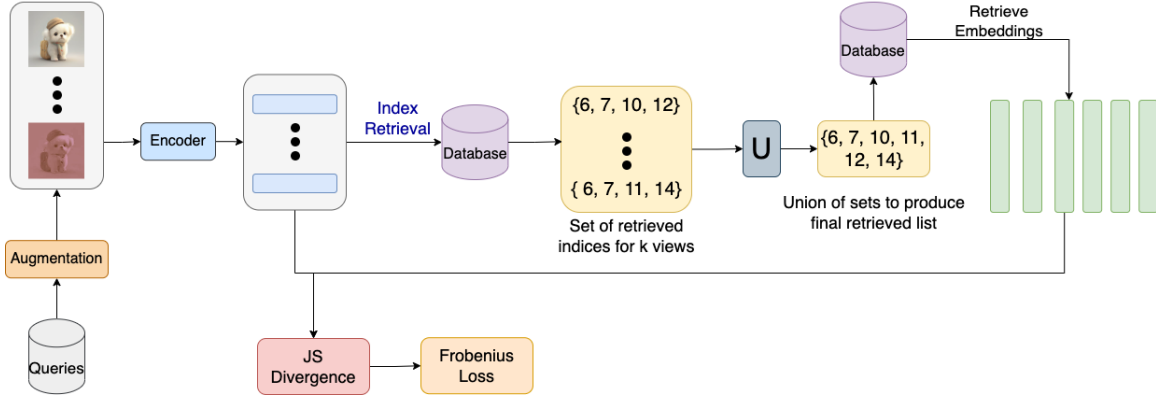 Queries
Augmentation
Encoder
Index
Retrieval
Database
{6, 7, 10, 12}
{ 6, 7, 11, 14}
Set of retrieved
indices for k views
U
{6, 7, 10, 11,
12, 14}
Union of sets to produce
final retrieved list
Database
Retrieve
Embeddings
JS
Divergence
Frobenius
Loss